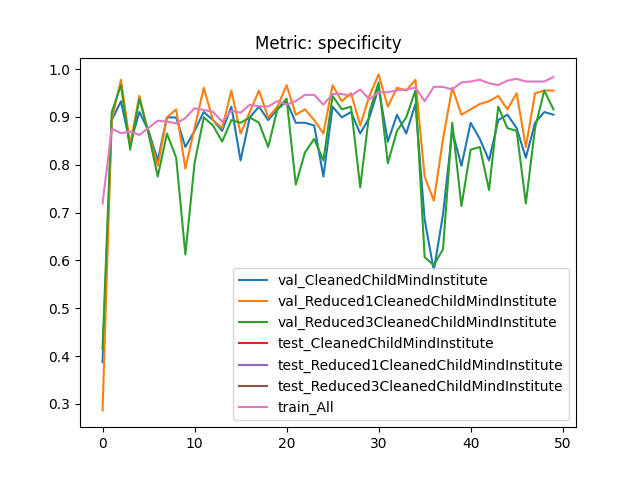 Metric: specificity
1.0
0.9
0.8
0.7
0.6
0.5
0.4
0.3
0
10
20
30
40
50
val_CleanedChildMindInstitute
val_Reduced1CleanedChildMindInstitute
val_Reduced3CleanedChildMindInstitute
test_CleanedChildMindInstitute
test_Reduced1CleanedChildMindInstitute
test_Reduced3CleanedChildMindInstitute
train_All